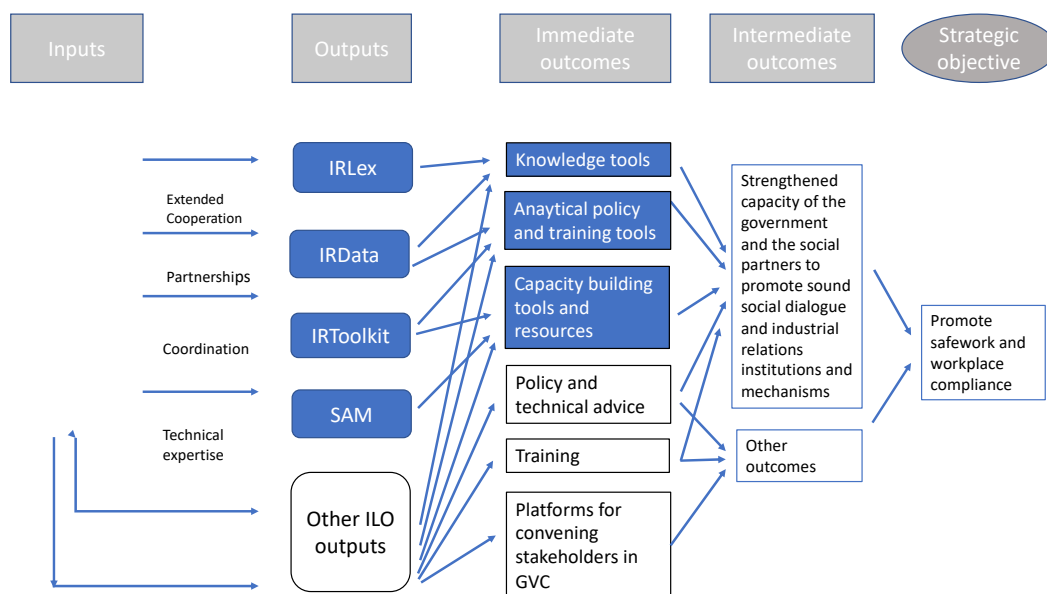 Inputs
Outputs
Immediate
outcomes
Intermediate
outcomes
Strategic
objective
Extended
Cooperation
Partnerships
Coordination
Technical
expertise
IRLex
IRData
IRToolkit
SAM
Other ILO
outputs
Knowledge tools
Anaytical policy
and training tools
Capacity building
tools and
resources
Policy and
technical advice
Training
Platforms for
convening
stakeholders in
GVC
Strengthened
capacity of the
government
and the social
partners to
promote sound
social dialogue
and industrial
relations
institutions and
mechanisms
Other
outcomes
Promote
safework and
workplace
compliance